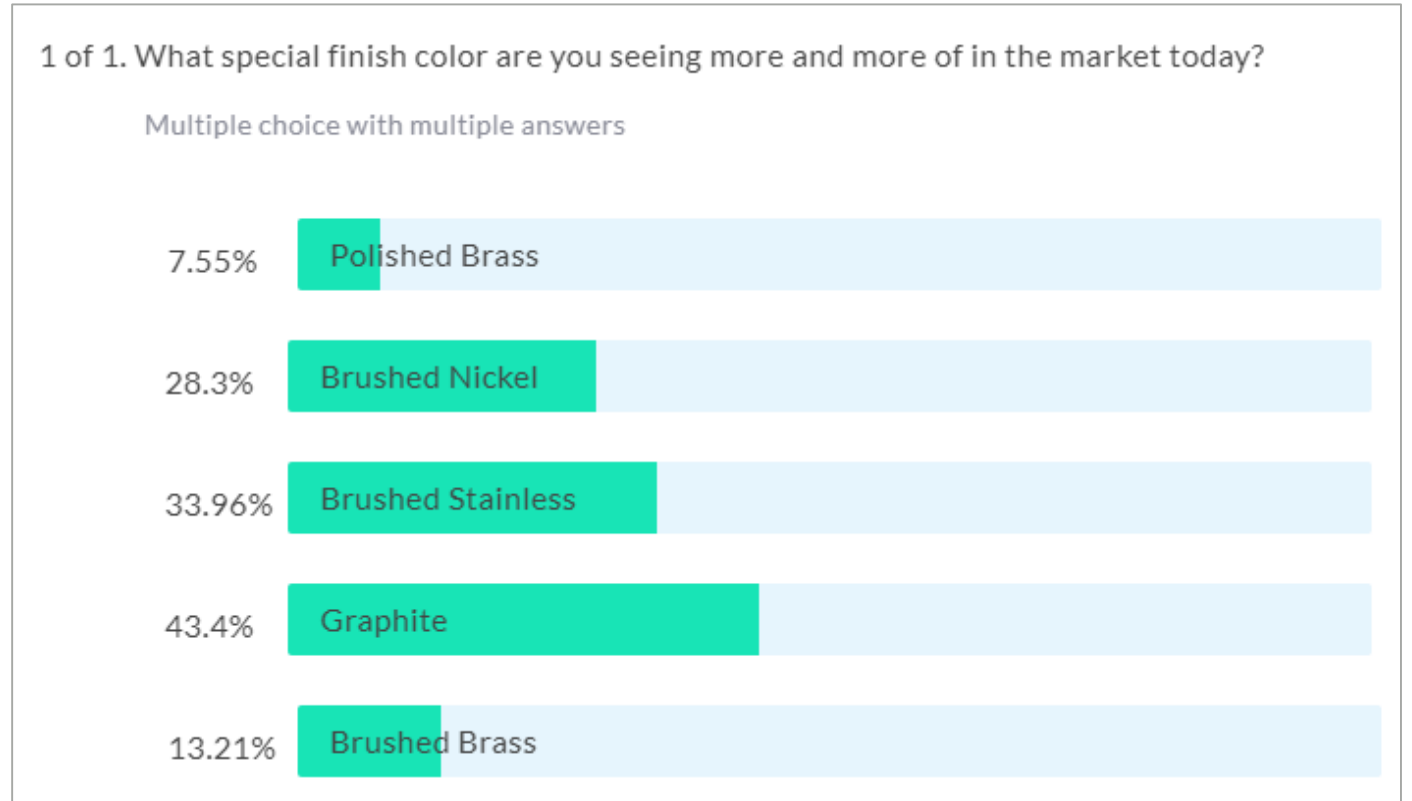 1 of 1. What special finish color are you seeing more and more of in the market today?
Multiple choice with multiple answers
7.55% Polished Brass
28.3% Brushed Nickel
33.96% Brushed Stainless
43.4% Graphite
13.21% Brushed Brass